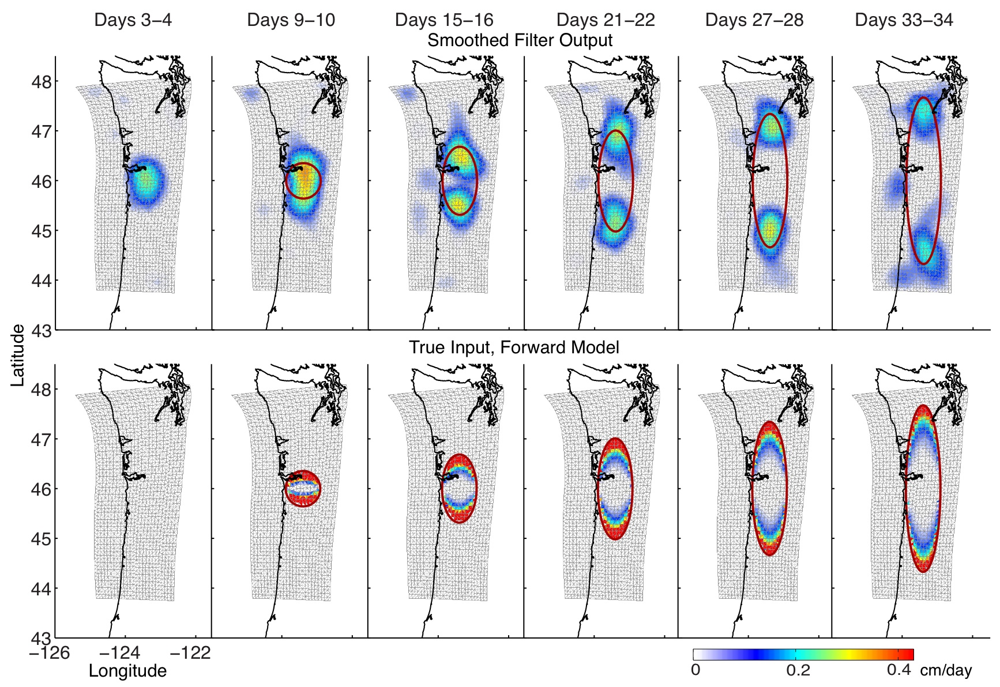 Days 3–4 Days 9–10 Days 15–16 Days 21–22 Days 27–28 Days 33–34
Smoothed Filter Output
48
47
46
45
44
43
Latitude
True Input, Forward Model
48
47
46
45
44
43
−126 −124 −122
Longitude
0 0.2 0.4 cm/day